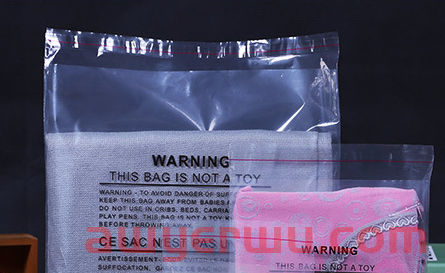 WARNING
THIS BAG IS NOT A TOY
WARNING - TO AVOID DANGER OF
KEEP THIS BAG AWAY FROM BABIES
DO NOT USE IN CRIBS, BEDS,
PLAY PENS. THIS BAG IS NOT A TOY
BEFORE THROWING AWAY.
CE SAC N'EST PAS
AVERTISSEMENT-
SUFFOCATION,
WARNING
THIS BAG IS NOT A TOY